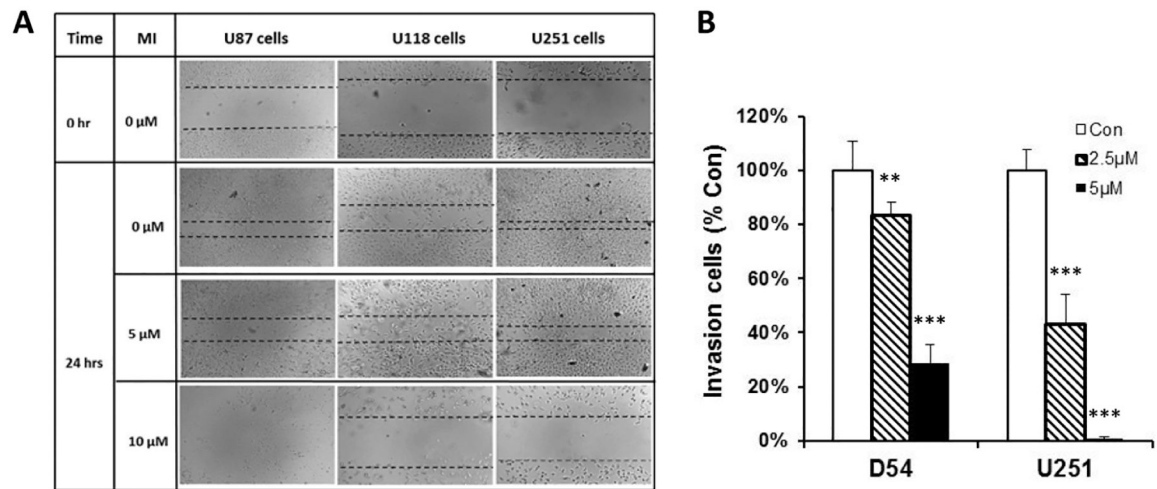 A
Time MI U87 cells U118 cells U251 cells
0 hr 0 µM
24 hrs
0 µM
5 µM
10 µM
B
Invasion cells (% Con)
120%
100%
80%
60%
40%
20%
0%
Con
2.5µM
5µM
**
***
***
***
D54 U251